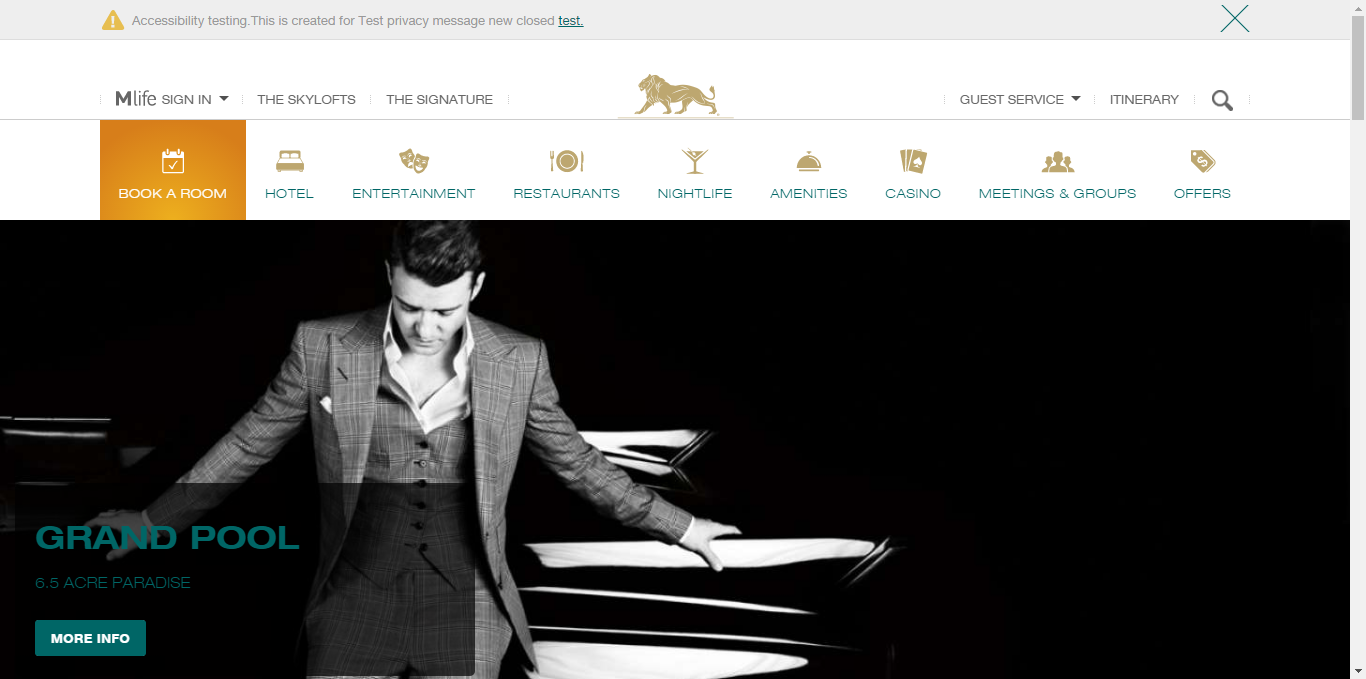 Accessibility testing.This is created for Test privacy message new closed test.
Mlife SIGN IN THE SKYLOFTS THE SIGNATURE GUEST SERVICE ITINERARY
BOOK A ROOM HOTEL ENTERTAINMENT RESTAURANTS NIGHTLIFE AMENITIES CASINO MEETINGS & GROUPS OFFERS
GRAND POOL
6.5 ACRE PARADISE
MORE INFO